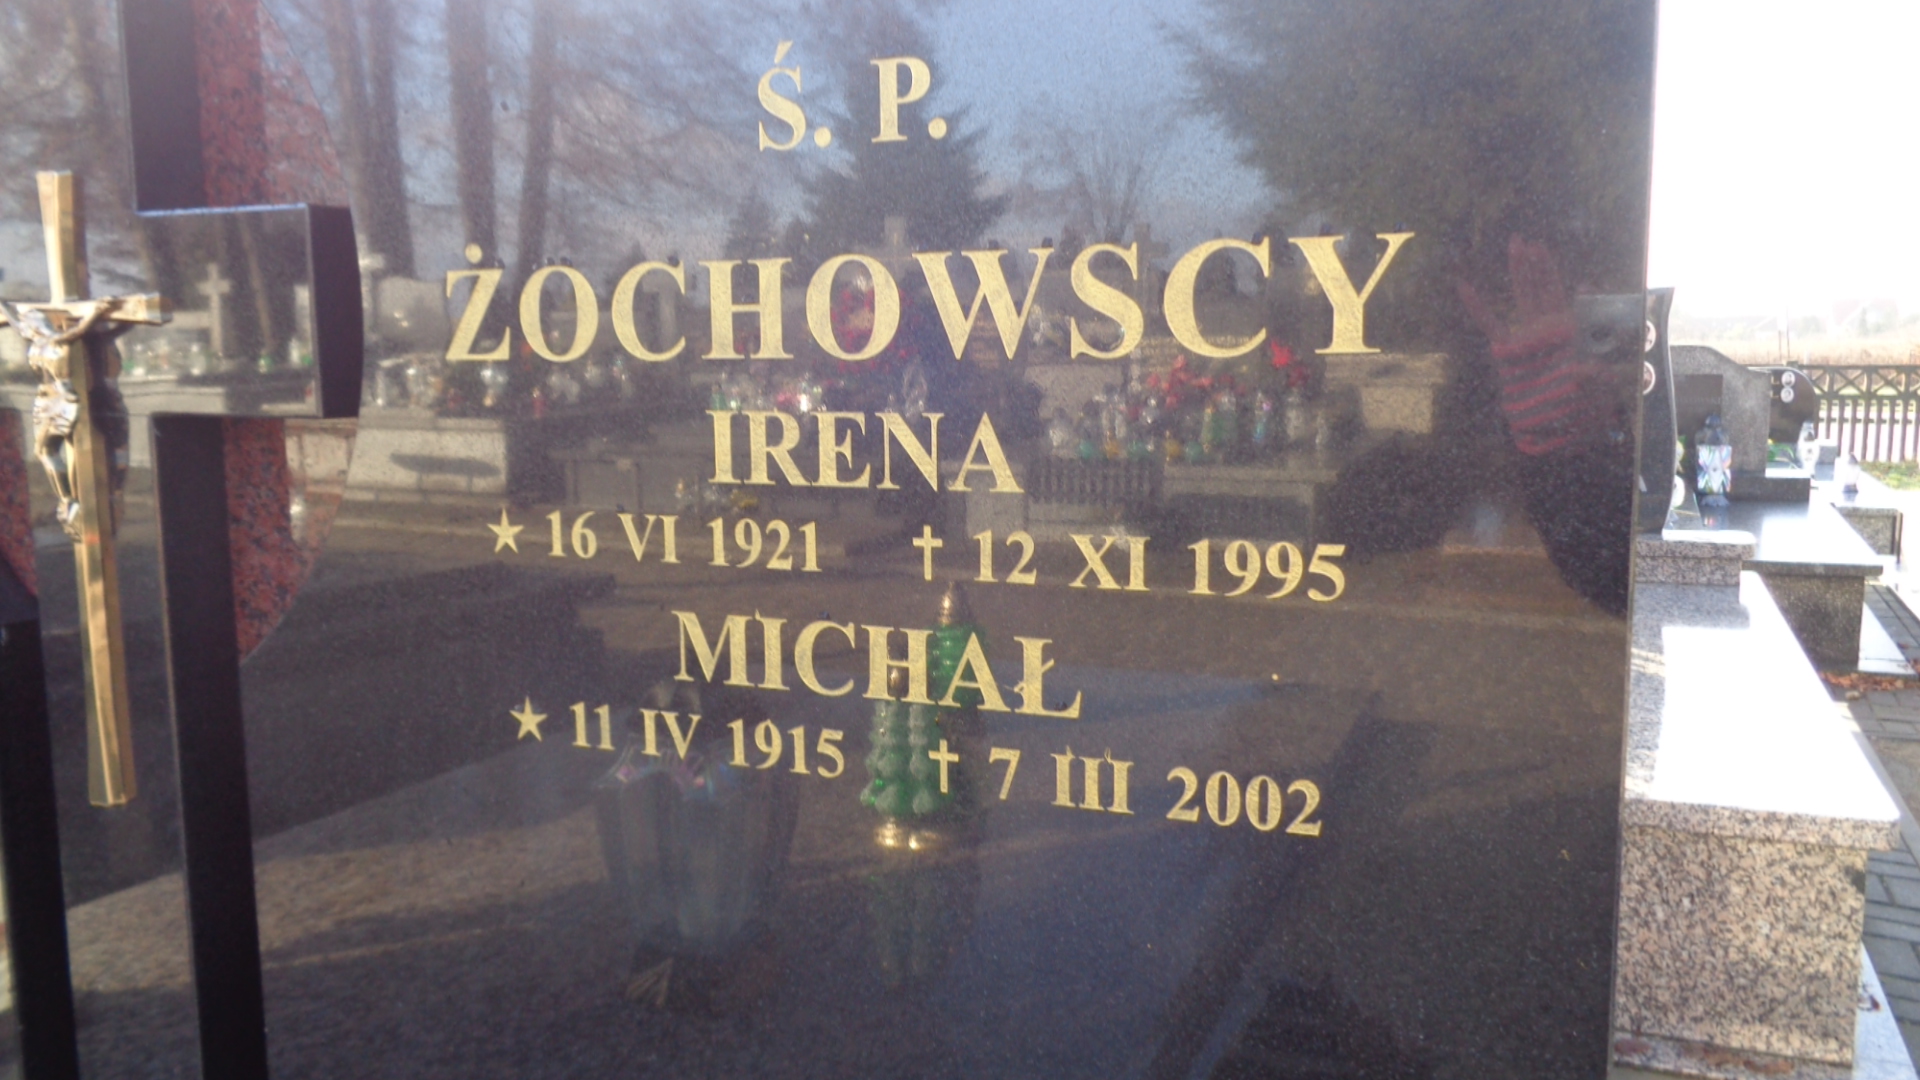 Ś. P.
ŻOCHOWSCY
IRENA
★ 16 VI 1921 † 12 XI 1995
MICHAŁ
★ 11 IV 1915 † 7 III 2002